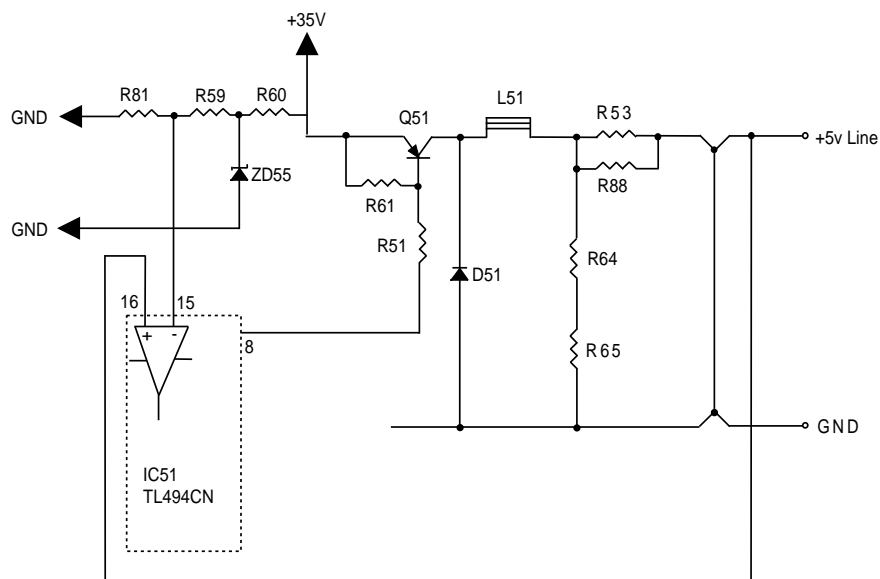 +35V
R81
R59
R60
GND
Q51
L51
R53
+5v Line
ZD55
R61
R88
GND
R51
D51
R64
16
15
+
-
8
R65
GND
IC51
TL494CN